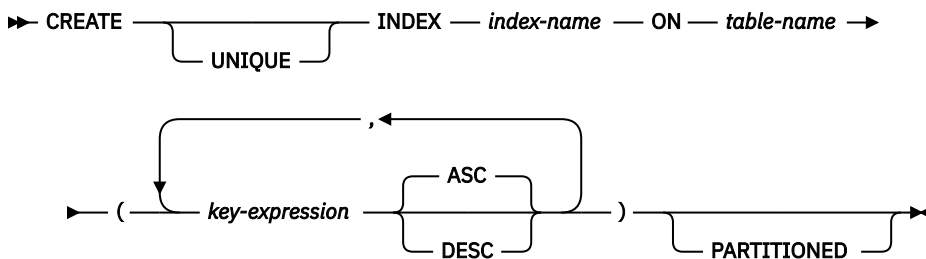 CREATE UNIQUE INDEX index-name ON table-name
,
( key-expression ASC DESC ) PARTITIONED